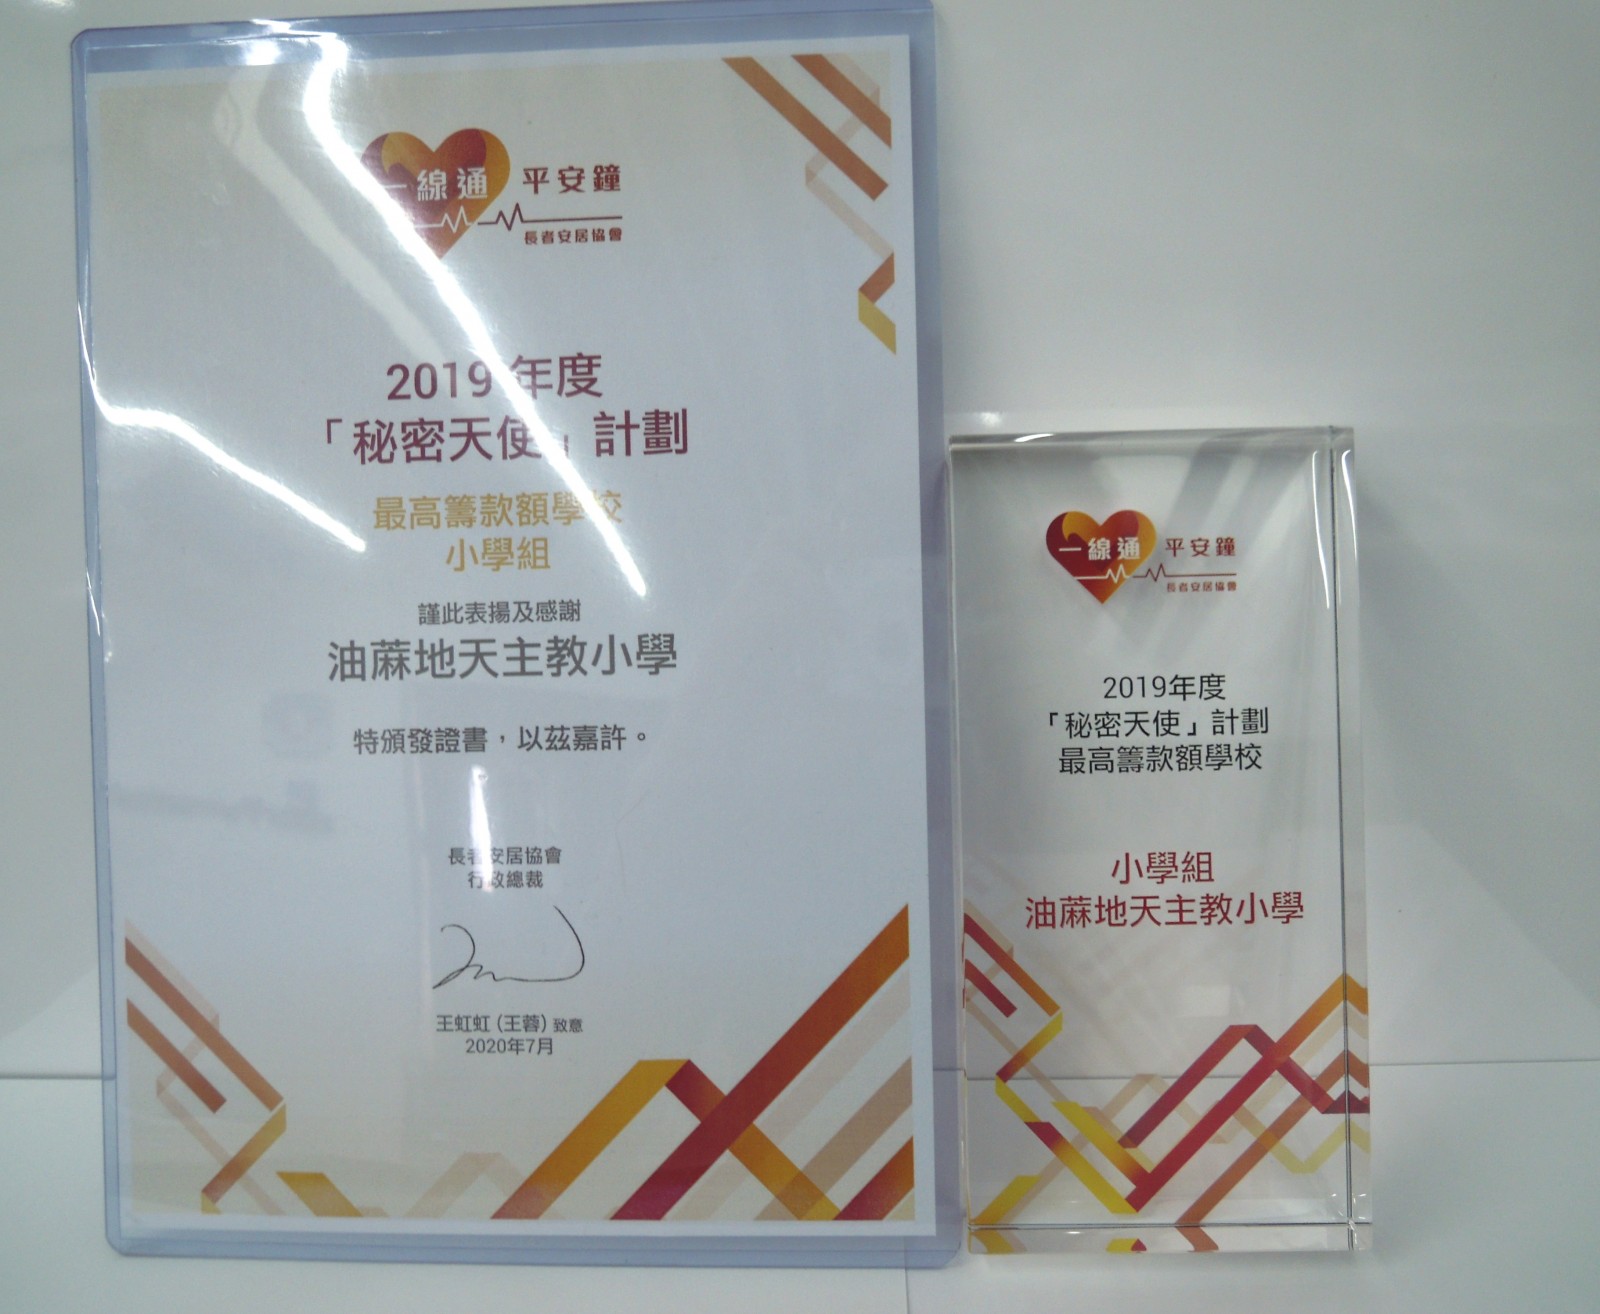 一線通 平安鐘
長者安居協會
2019 年度
「秘密天使」計劃
最高籌款額學校
小學組
謹此表揚及感謝
油蔴地天主教小學
特頒發證書，以茲嘉許。
長者安居協會
行政總裁
王虹虹（王蓉）致意
2020年7月
一線通 平安鐘
長者安居協會
2019年度
「秘密天使」計劃
最高籌款額學校
小學組
油蔴地天主教小學